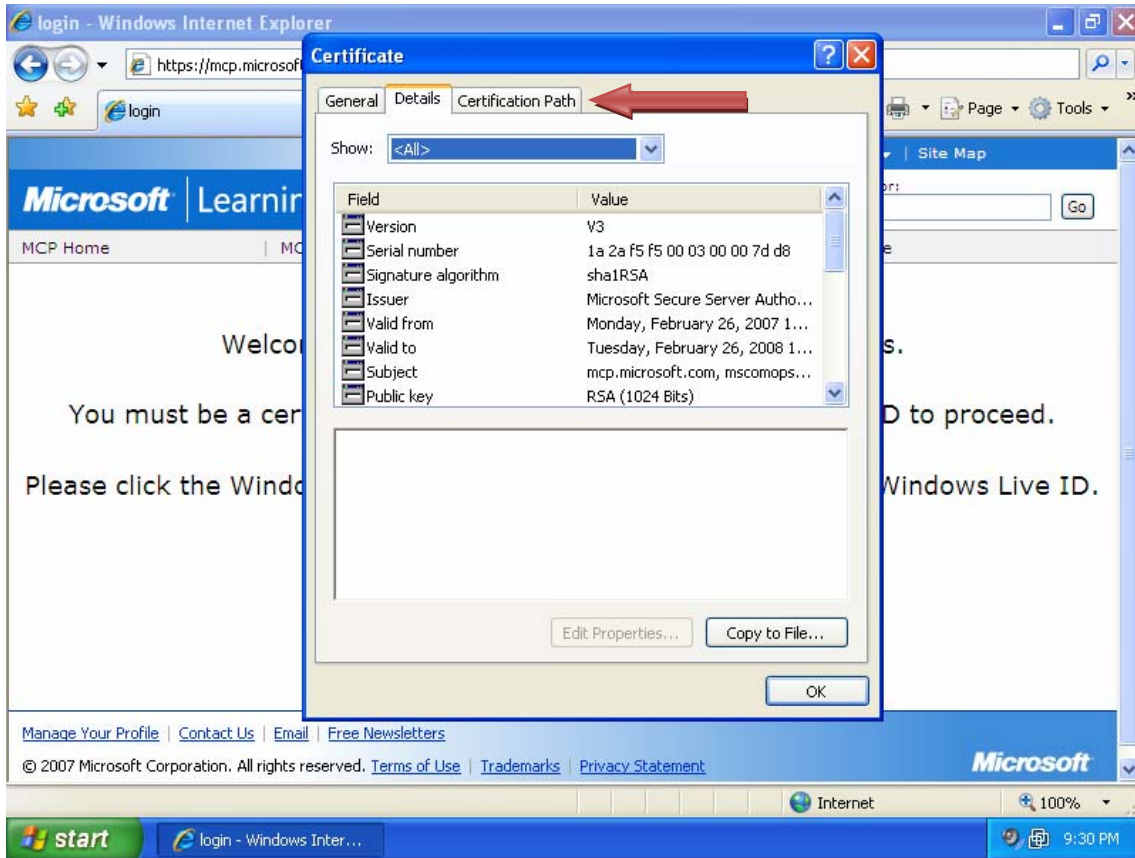 login - Windows Internet Explorer
https://mcp.microsoft
Certificate
login
Page
Tools
General Details Certification Path
Show: <All>
Site Map
Microsoft Learnin
Go
MCP Home | MC
Field Value
Version V3
Serial number 1a 2a f5 f5 00 03 00 00 7d d8
Signature algorithm sha1RSA
Issuer Microsoft Secure Server Autho...
Valid from Monday, February 26, 2007 1...
Valid to Tuesday, February 26, 2008 1...
Subject mcp.microsoft.com, mscomops...
Public key RSA (1024 Bits)
Welco s.
You must be a cer D to proceed.
Please click the Windo Windows Live ID.
Edit Properties... Copy to File...
OK
Manage Your Profile | Contact Us | Email | Free Newsletters
© 2007 Microsoft Corporation. All rights reserved. Terms of Use | Trademarks | Privacy Statement
Microsoft
Internet 100%
start login - Windows Inter... 9:30 PM